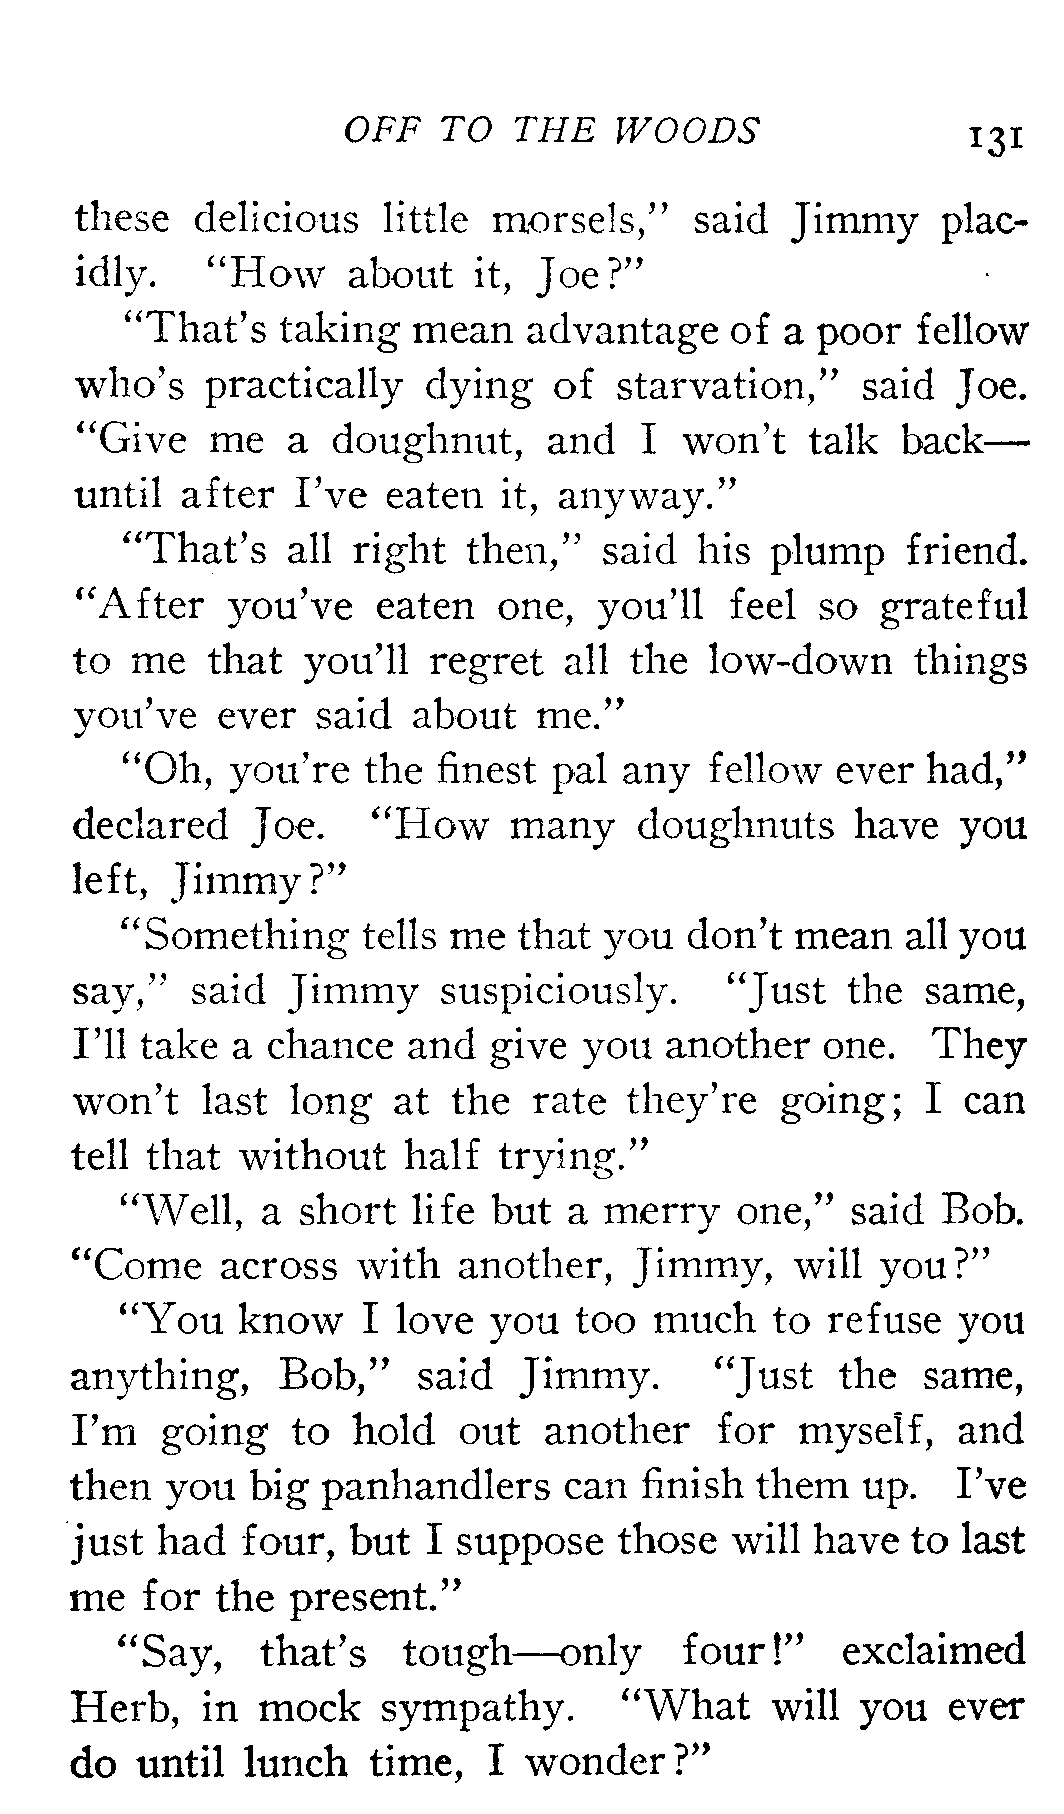 OFF TO THE WOODS 131
these delicious little morsels,” said Jimmy plac-
idly. “How about it, Joe?”
“That’s taking mean advantage of a poor fellow
who’s practically dying of starvation,” said Joe.
“Give me a doughnut, and I won’t talk back—
until after I’ve eaten it, anyway.”
“That’s all right then,” said his plump friend.
“After you’ve eaten one, you’ll feel so grateful
to me that you’ll regret all the low-down things
you’ve ever said about me.”
“Oh, you’re the finest pal any fellow ever had,”
declared Joe. “How many doughnuts have you
left, Jimmy?”
“Something tells me that you don’t mean all you
say,” said Jimmy suspiciously. “Just the same,
I’ll take a chance and give you another one. They
won’t last long at the rate they’re going; I can
tell that without half trying.”
“Well, a short life but a merry one,” said Bob.
“Come across with another, Jimmy, will you?”
“You know I love you too much to refuse you
anything, Bob,” said Jimmy. “Just the same,
I’m going to hold out another for myself, and
then you big panhandlers can finish them up. I’ve
just had four, but I suppose those will have to last
me for the present.”
“Say, that’s tough—only four!” exclaimed
Herb, in mock sympathy. “What will you ever
do until lunch time, I wonder?”